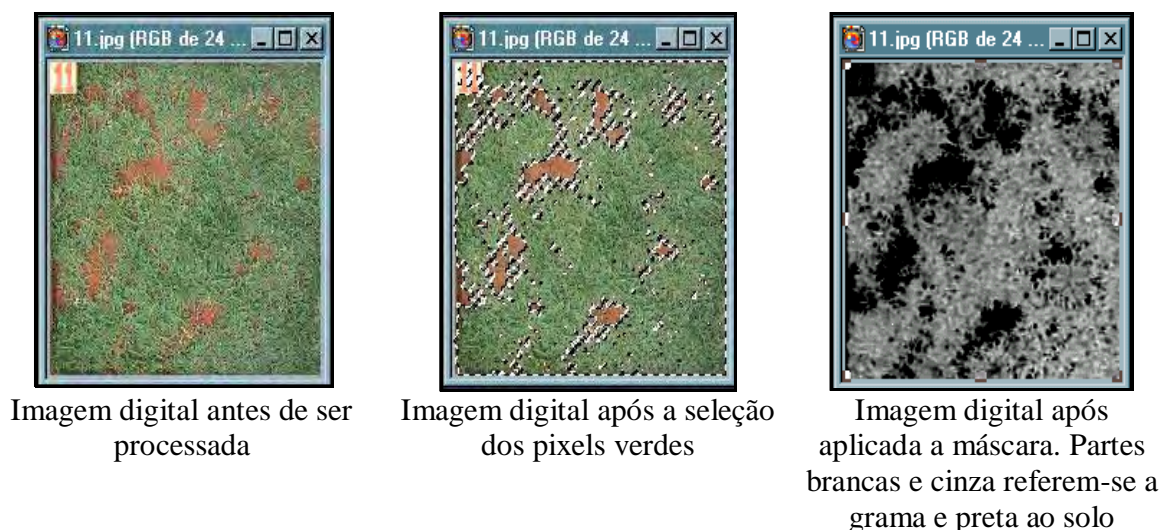 11.jpg (RGB de 24 ...
11.jpg (RGB de 24 ...
11.jpg (RGB de 24 ...
11
11
Imagem digital antes de ser
processada
Imagem digital após a seleção
dos pixels verdes
Imagem digital após
aplicada a máscara. Partes
brancas e cinza referem-se a
grama e preta ao solo